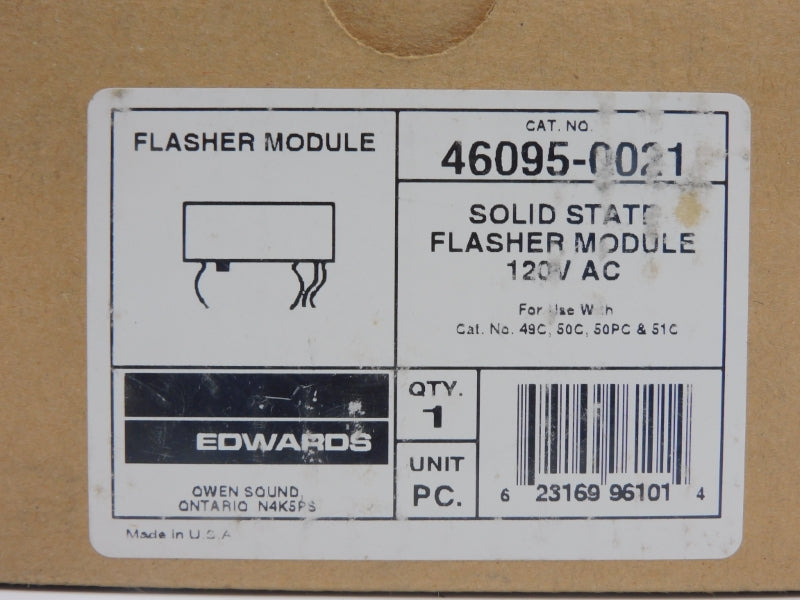 FLASHER MODULE
CAT. NO.
46095-0021
SOLID STATE
FLASHER MODULE
120V AC
For Use With
Cat. No. 49C, 50C, 50PC & 51C
EDWARDS
OWEN SOUND,
ONTARIO N4K5P5
Made in U.S.A
QTY.
1
UNIT
PC.
6 23169 96101 4